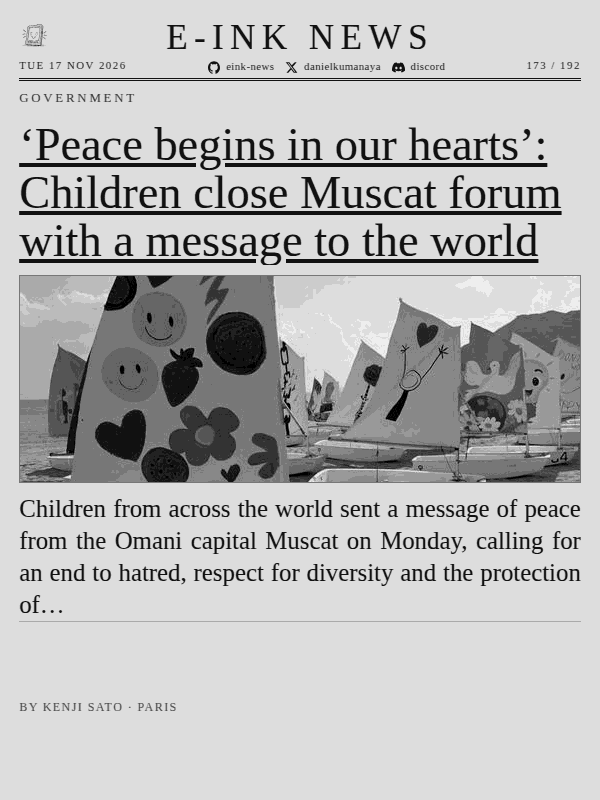 E-INK NEWS
TUE 17 NOV 2026
eink-news danielkumanaya discord
173 / 192
GOVERNMENT
‘Peace begins in our hearts’:
Children close Muscat forum
with a message to the world
Children from across the world sent a message of peace
from the Omani capital Muscat on Monday, calling for
an end to hatred, respect for diversity and the protection
of…
BY KENJI SATO · PARIS